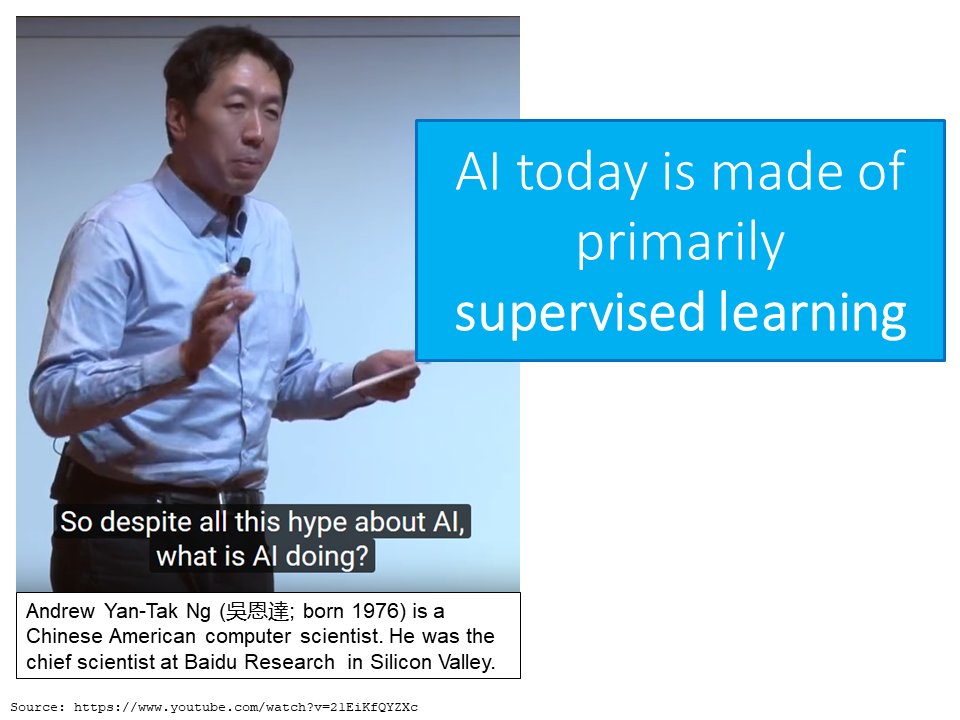 AI today is made of
primarily
supervised learning
So despite all this hype about AI,
what is AI doing?
Andrew Yan-Tak Ng (吳恩達; born 1976) is a
Chinese American computer scientist. He was the
chief scientist at Baidu Research in Silicon Valley.
Source: https://www.youtube.com/watch?v=21EiKfQYZXc